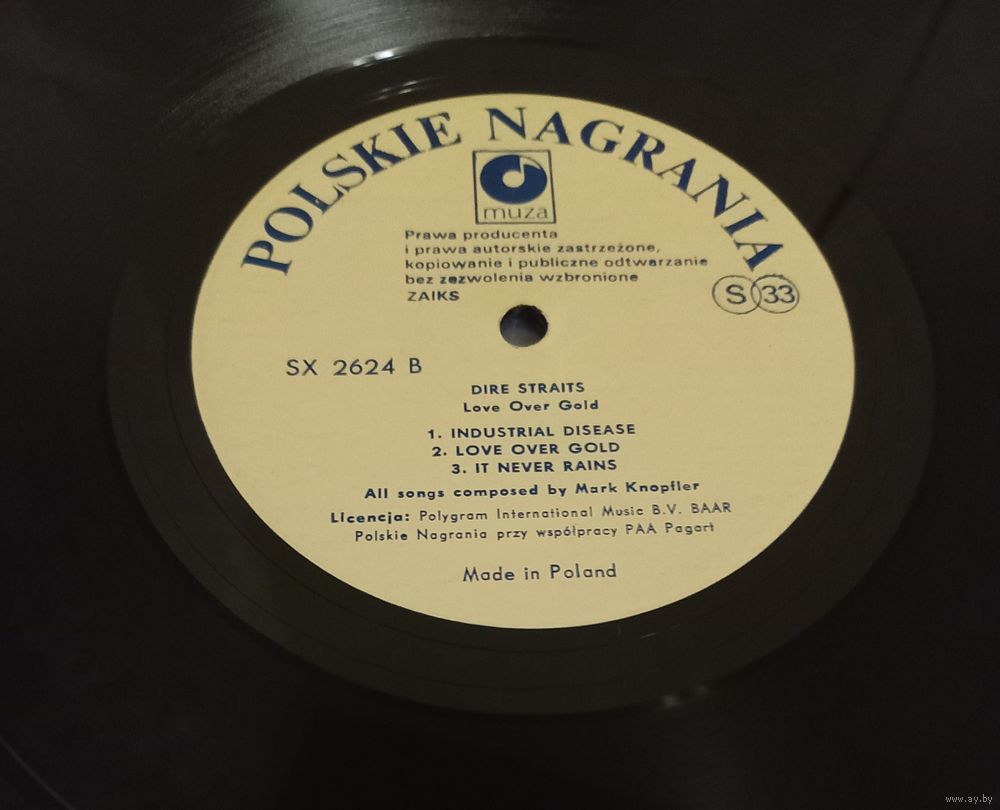 POLSKIE NAGRANIA
muza
Prawa producenta
i prawa autorskie zastrzeżone,
kopiowanie i publiczne odtwarzanie
bez zezwolenia wzbronione
ZAIKS
S 33
SX 2624 B
DIRE STRAITS
Love Over Gold
1. INDUSTRIAL DISEASE
2. LOVE OVER GOLD
3. IT NEVER RAINS
All songs composed by Mark Knopfler
Licencja: Polygram International Music B.V. BAAR
Polskie Nagrania przy współpracy PAA Pagart
Made in Poland
www.ay.by